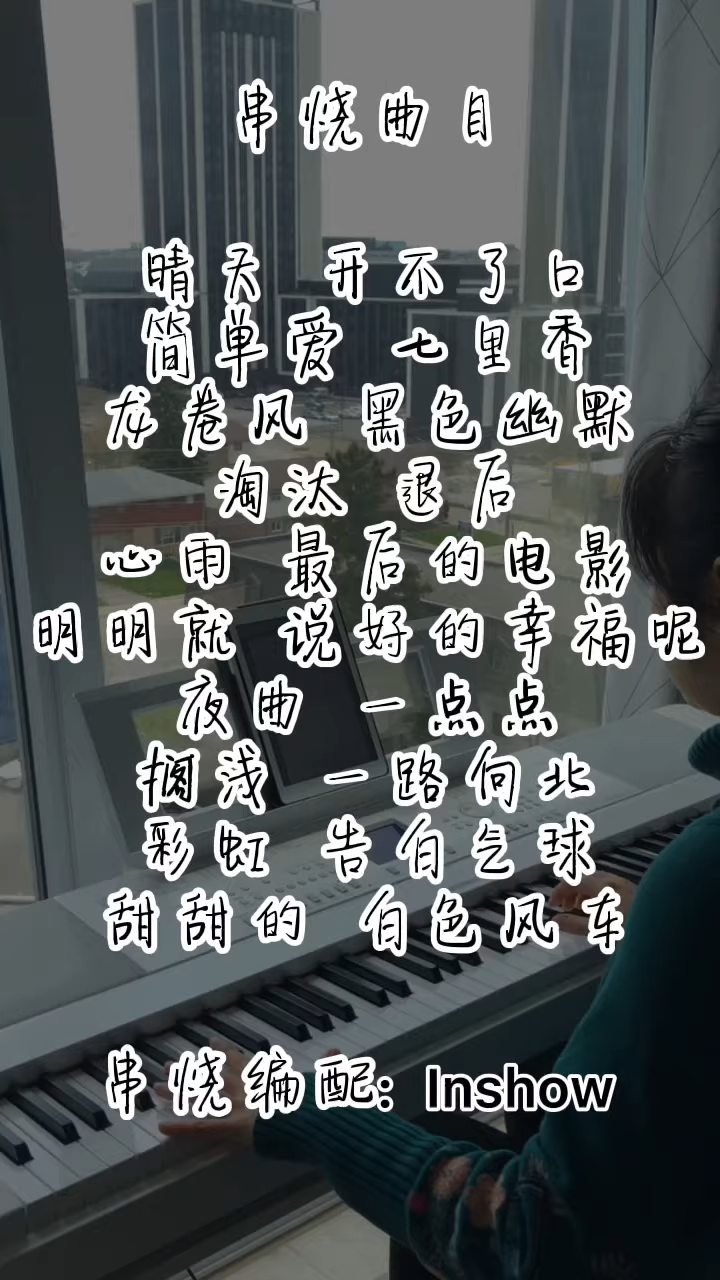 串烧曲目
晴天 开不了口
简单爱 七里香
龙卷风 黑色幽默
淘汰 退后
心雨 最后的电影
明明就 说好的幸福呢
夜曲 一点点
搁浅 一路向北
彩虹 告白气球
甜甜的 白色风车
串烧编配: Inshow